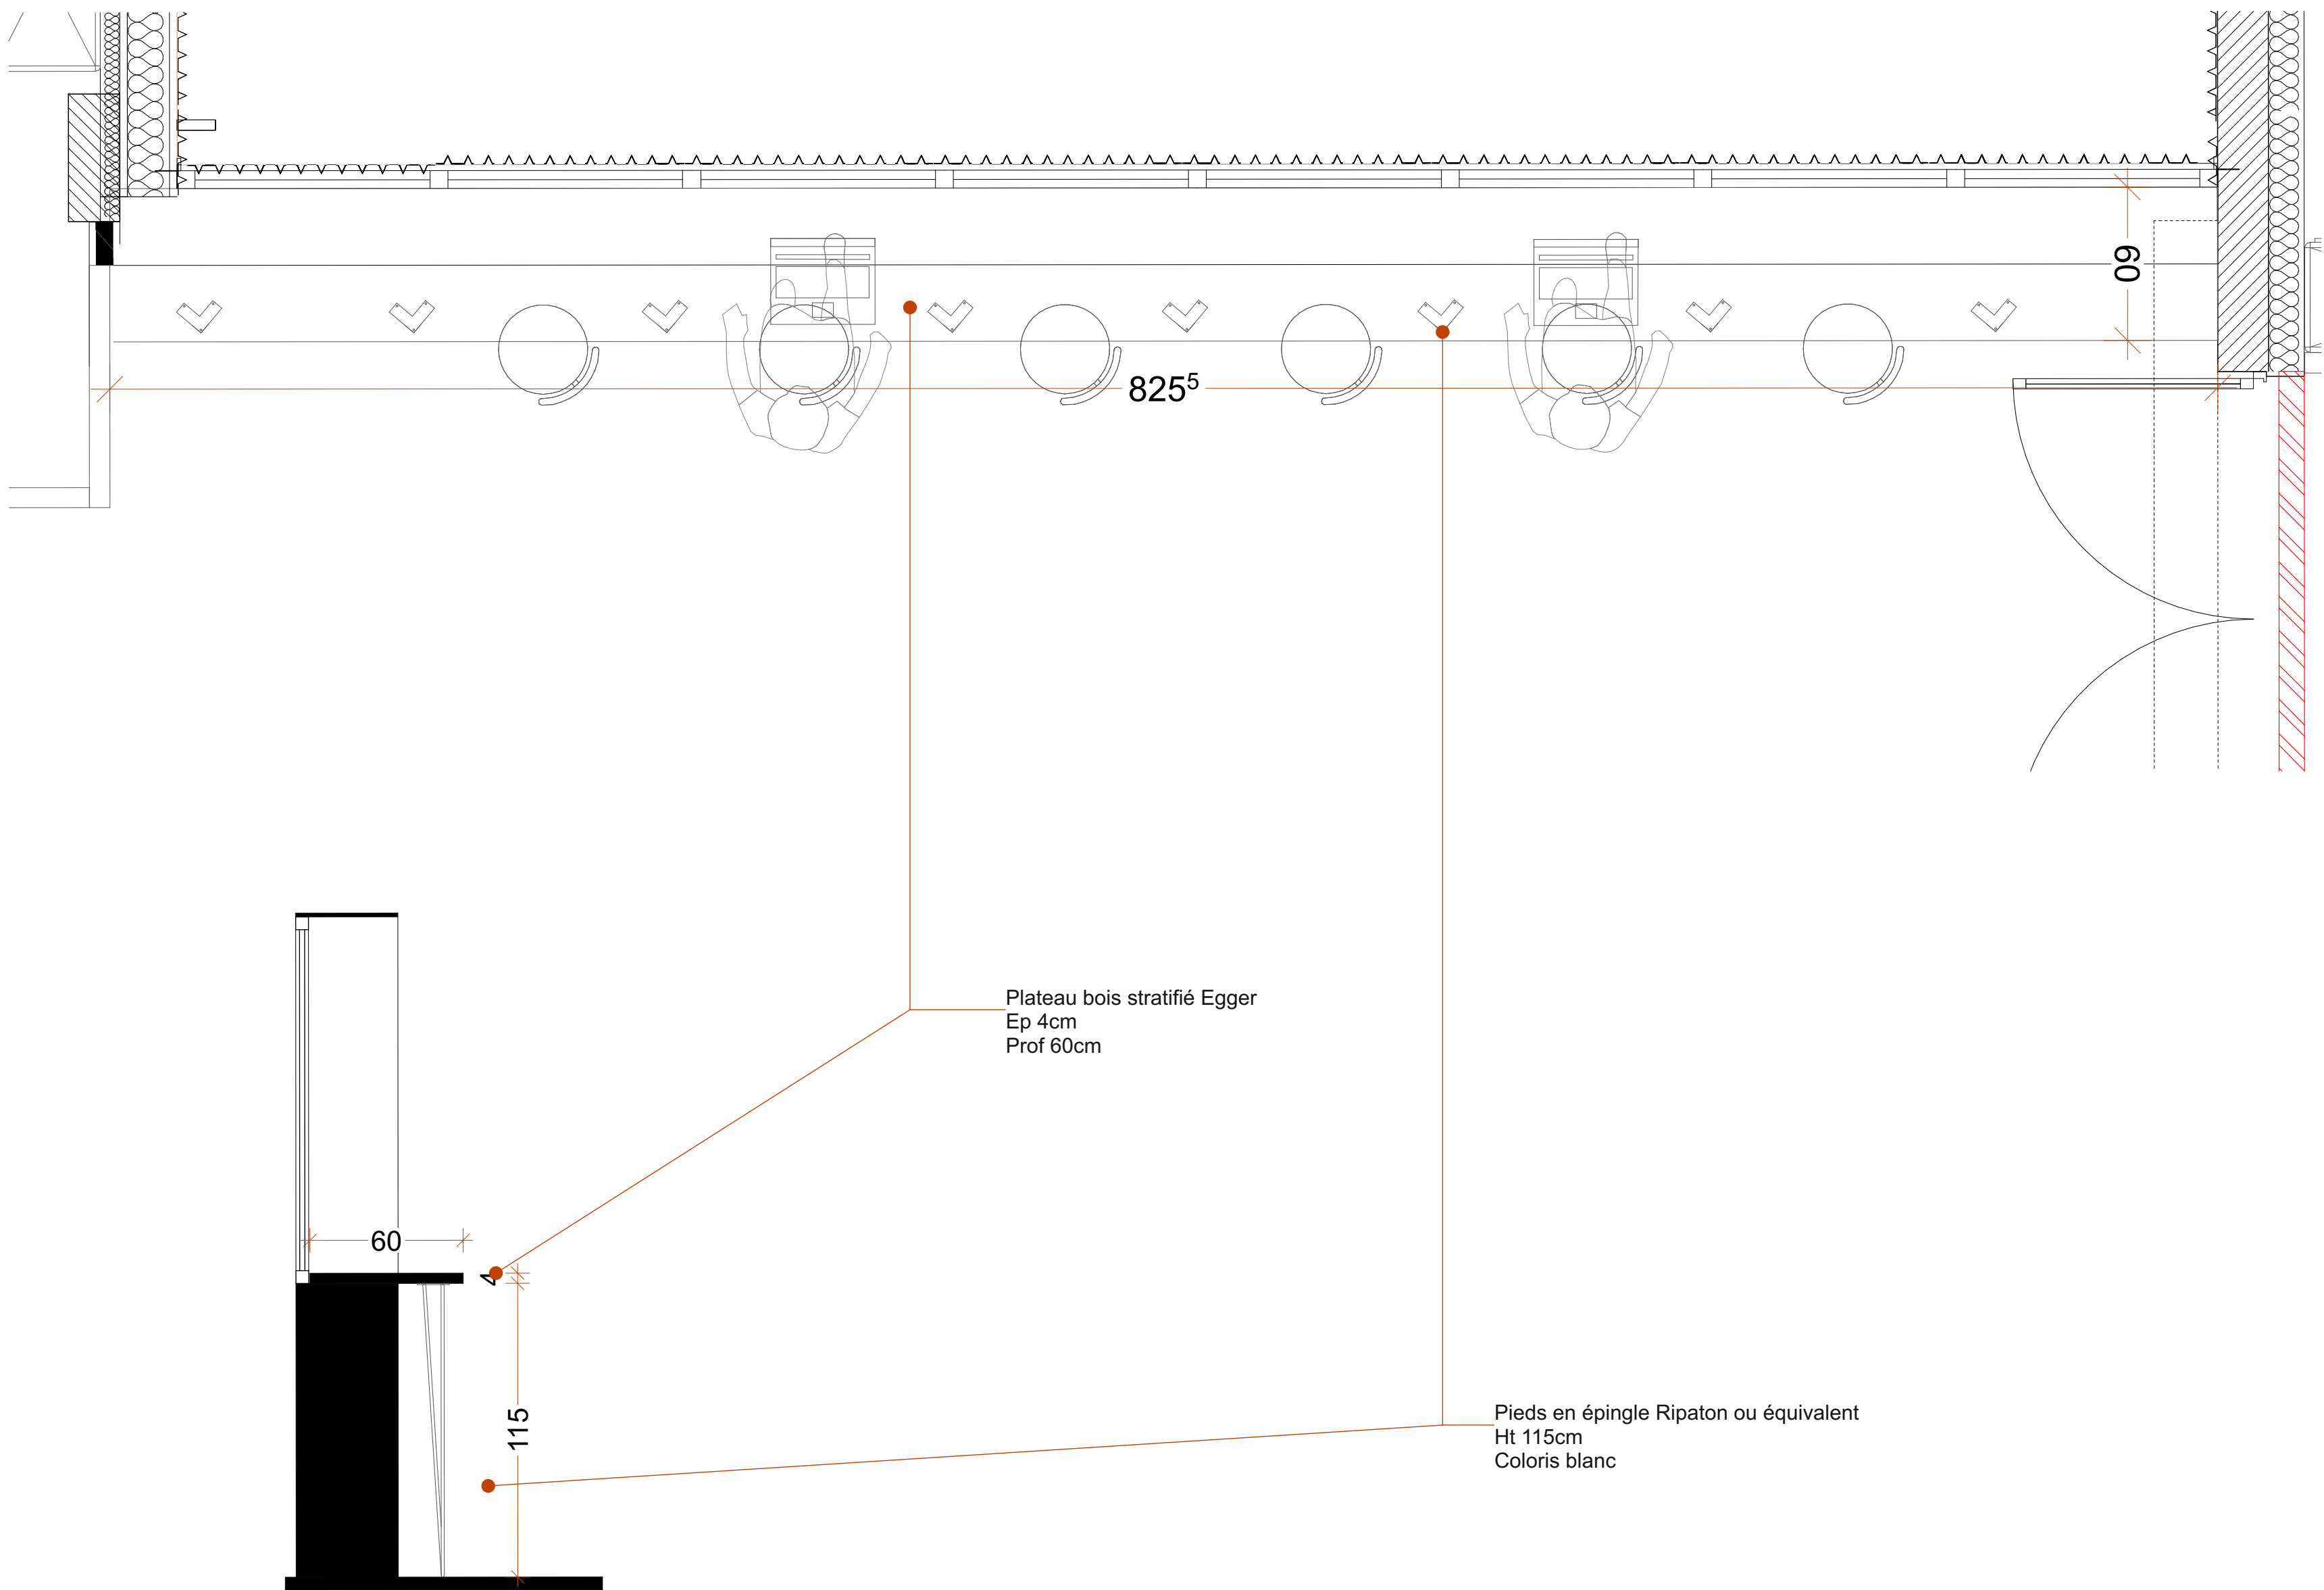 60
825⁵
Plateau bois stratifié Egger
Ep 4cm
Prof 60cm
60
4
115
Pieds en épingle Ripaton ou équivalent
Ht 115cm
Coloris blanc